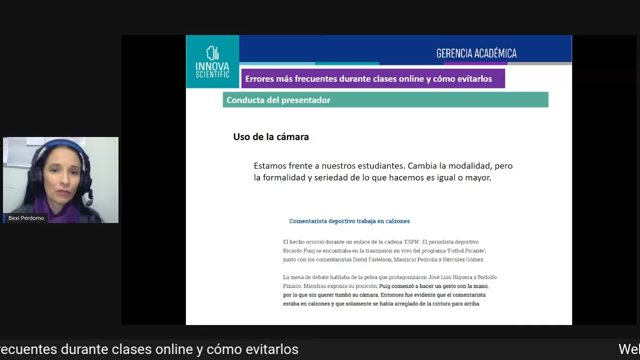 INNOVA
SCIENTIFIC
GERENCIA ACADÉMICA
Errores más frecuentes durante clases online y cómo evitarlos
Conducta del presentador
Uso de la cámara
Estamos frente a nuestros estudiantes. Cambia la modalidad, pero
la formalidad y seriedad de lo que hacemos es igual o mayor.
Comentarista deportivo trabaja en calzones
El hecho ocurrió durante un enlace de la cadena 'ESPN'. El periodista deportivo
Ricardo Puig se encontraba en la transmisión en vivo del programa 'Futbol Picante',
junto con los comentaristas David Faitelson, Mauricio Pedroza y Hércules Gómez.
La mesa de debate hablaba de la pelea que protagonizaron José Luis Higuera y Rodolfo
Pizarro. Mientras exponía su posición, Puig comenzó a hacer un gesto con la mano,
por lo que sin querer tumbó su cámara. Entonces fue evidente que el comentarista
estaba en calzones y que solamente se había arreglado de la cintura para arriba.
Bexi Perdomo
recuentes durante clases online y cómo evitarlos
Wel